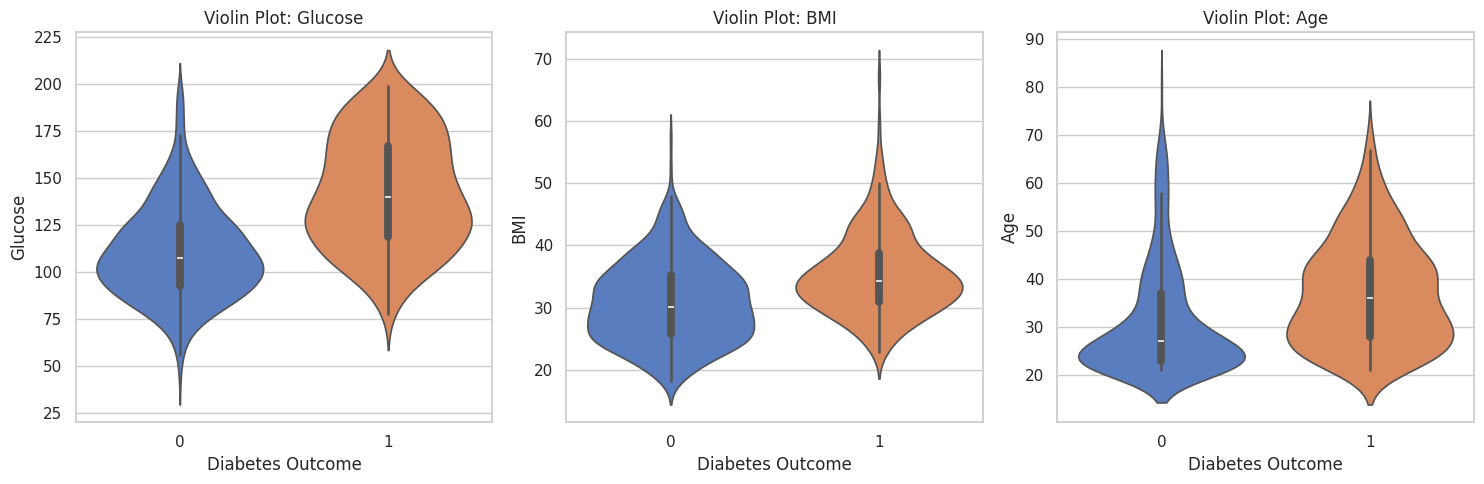 Violin Plot: Glucose
225
200
175
150
125
100
75
50
25
Glucose
0 1
Diabetes Outcome
Violin Plot: BMI
70
60
50
40
30
20
BMI
0 1
Diabetes Outcome
Violin Plot: Age
90
80
70
60
50
40
30
20
Age
0 1
Diabetes Outcome